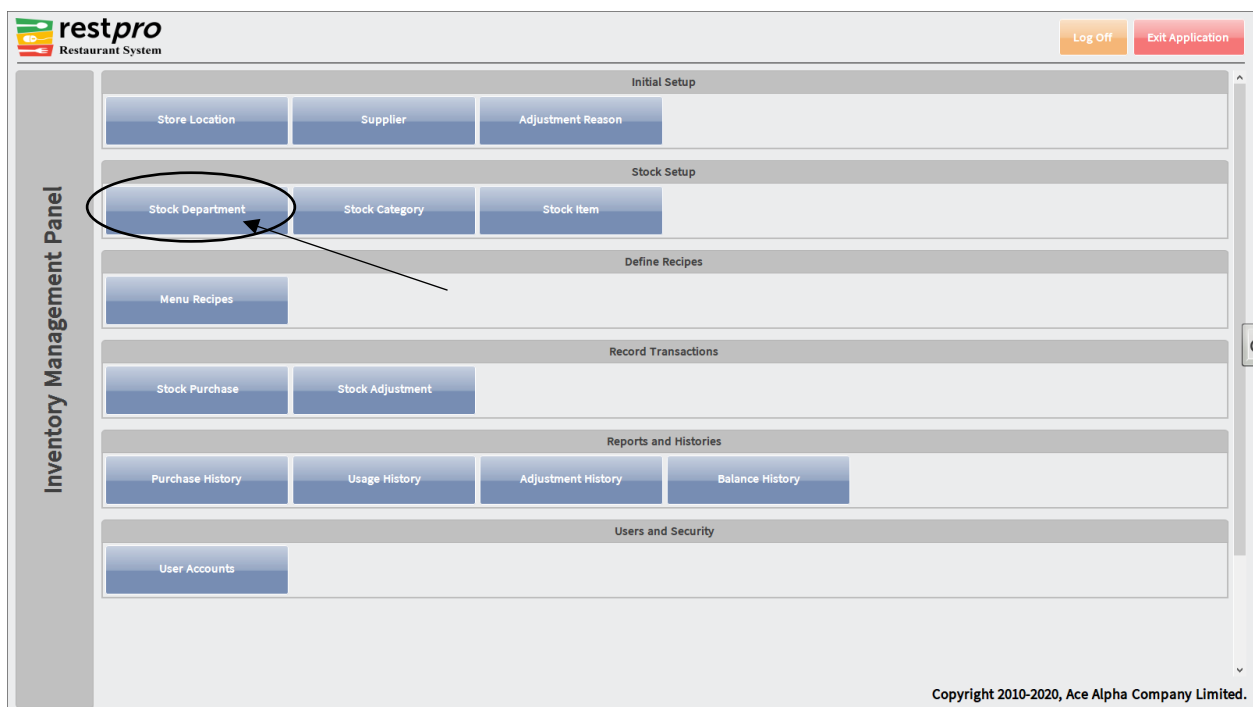 restpro
Restaurant System
Log Off Exit Application
Inventory Management Panel
Initial Setup
Store Location Supplier Adjustment Reason
Stock Setup
Stock Department Stock Category Stock Item
Define Recipes
Menu Recipes
Record Transactions
Stock Purchase Stock Adjustment
Reports and Histories
Purchase History Usage History Adjustment History Balance History
Users and Security
User Accounts
Copyright 2010-2020, Ace Alpha Company Limited.